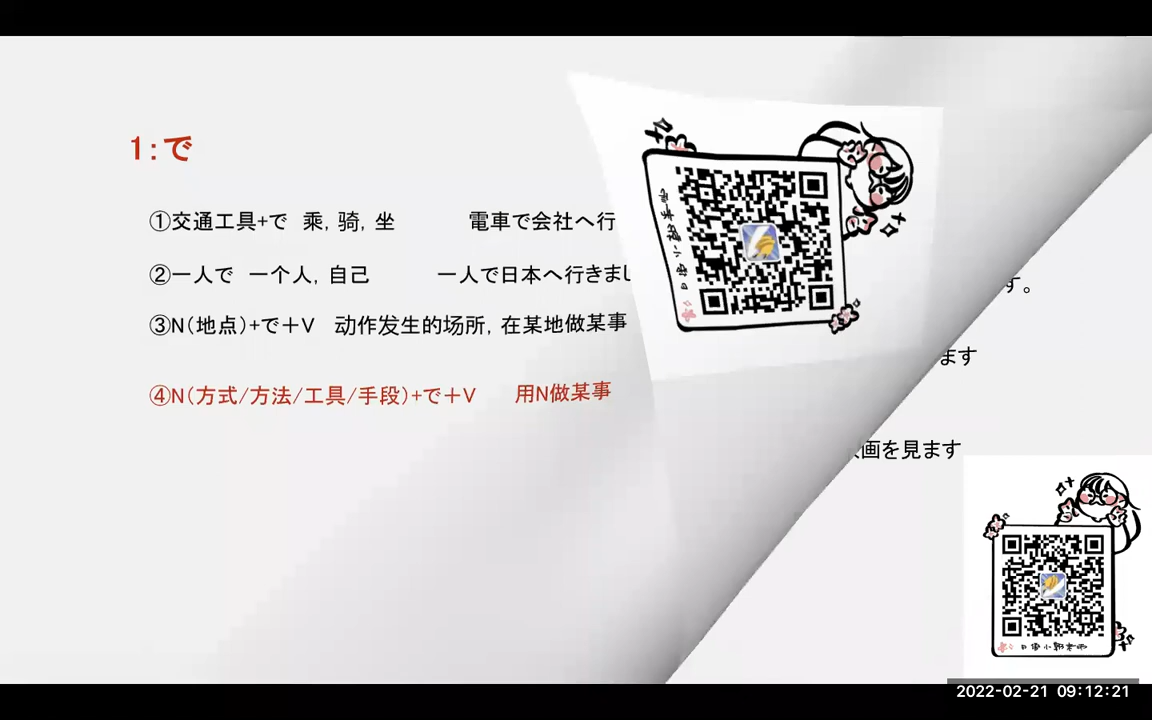 1:で
①交通工具+で 乘, 骑, 坐 電車で会社へ行
②一人で 一个人, 自己 一人で日本へ行きまし
す。
③N(地点)+で+V 动作发生的场所, 在某地做某事
ます
④N(方式/方法/工具/手段)+で+V 用N做某事
画を見ます
2022-02-21 09:12:21